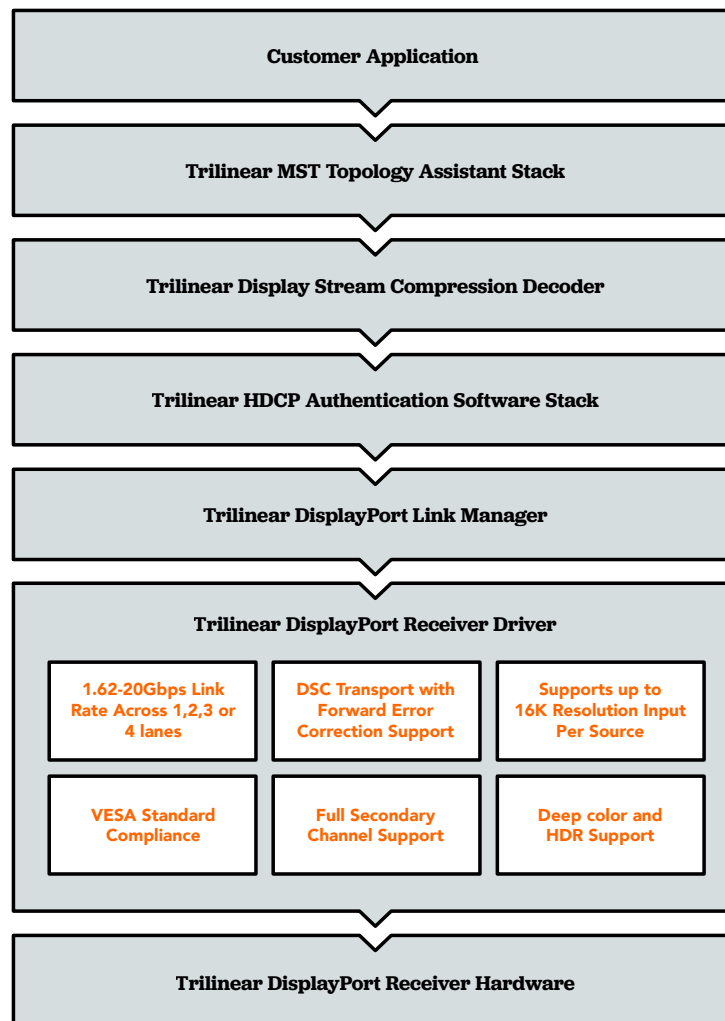 Customer Application
Trilinear MST Topology Assistant Stack
Trilinear Display Stream Compression Decoder
Trilinear HDCP Authentication Software Stack
Trilinear DisplayPort Link Manager
Trilinear DisplayPort Receiver Driver
1.62-20Gbps Link
Rate Across 1,2,3 or
4 lanes
DSC Transport with
Forward Error
Correction Support
Supports up to
16K Resolution Input
Per Source
VESA Standard
Compliance
Full Secondary
Channel Support
Deep color and
HDR Support
Trilinear DisplayPort Receiver Hardware